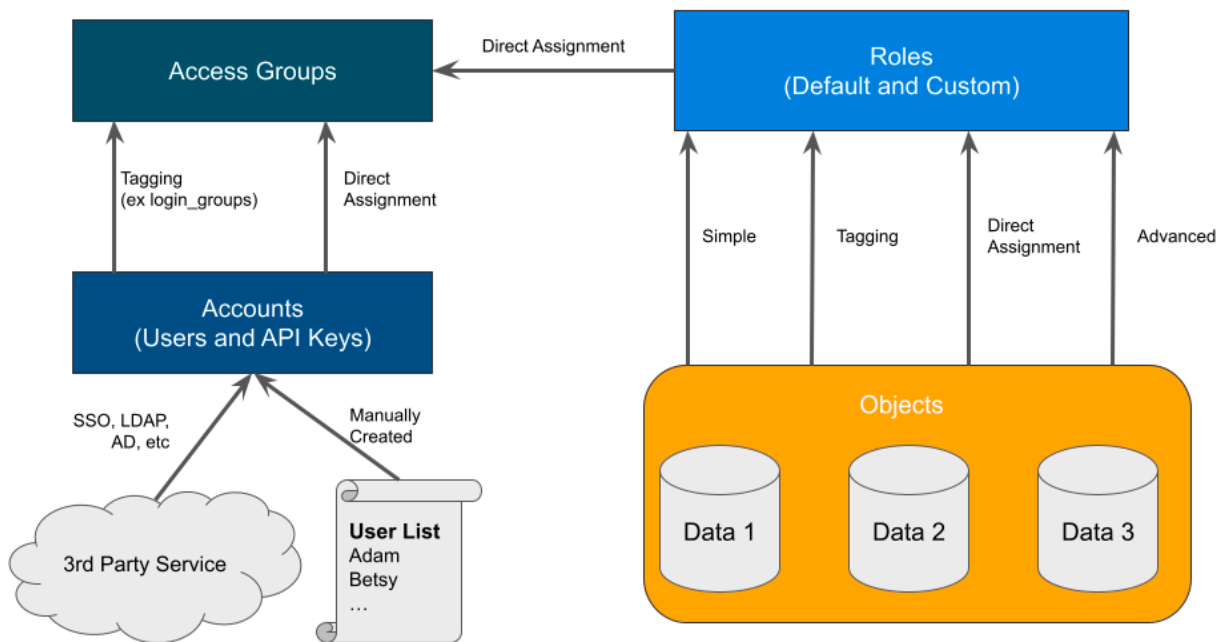 Access Groups
Direct Assignment
Roles
(Default and Custom)
Tagging
(ex login_groups)
Direct
Assignment
Simple
Tagging
Direct
Assignment
Advanced
Accounts
(Users and API Keys)
SSO, LDAP,
AD, etc
Manually
Created
3rd Party Service
User List
Adam
Betsy
…
Objects
Data 1
Data 2
Data 3